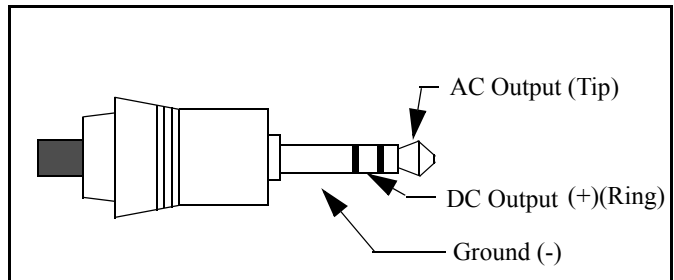 AC Output (Tip)
DC Output (+)(Ring)
Ground (-)